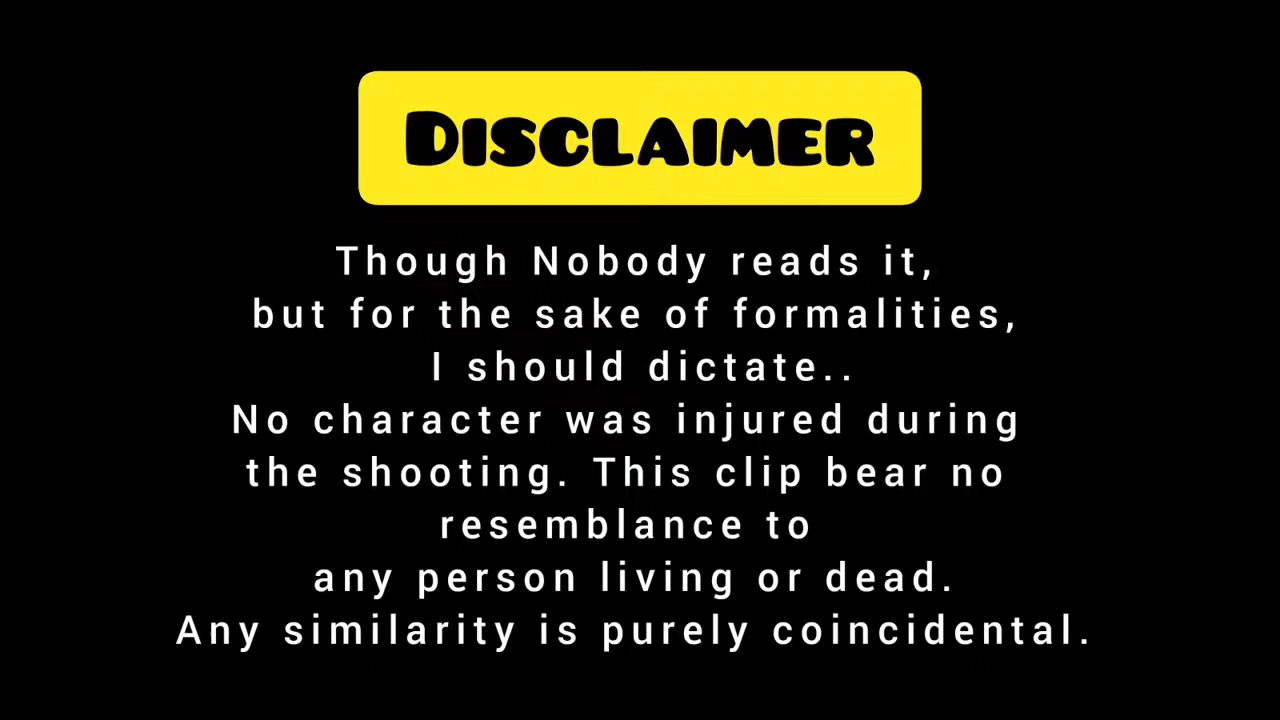 DISCLAIMER
Though Nobody reads it,
but for the sake of formalities,
I should dictate..
No character was injured during
the shooting. This clip bear no
resemblance to
any person living or dead.
Any similarity is purely coincidental.